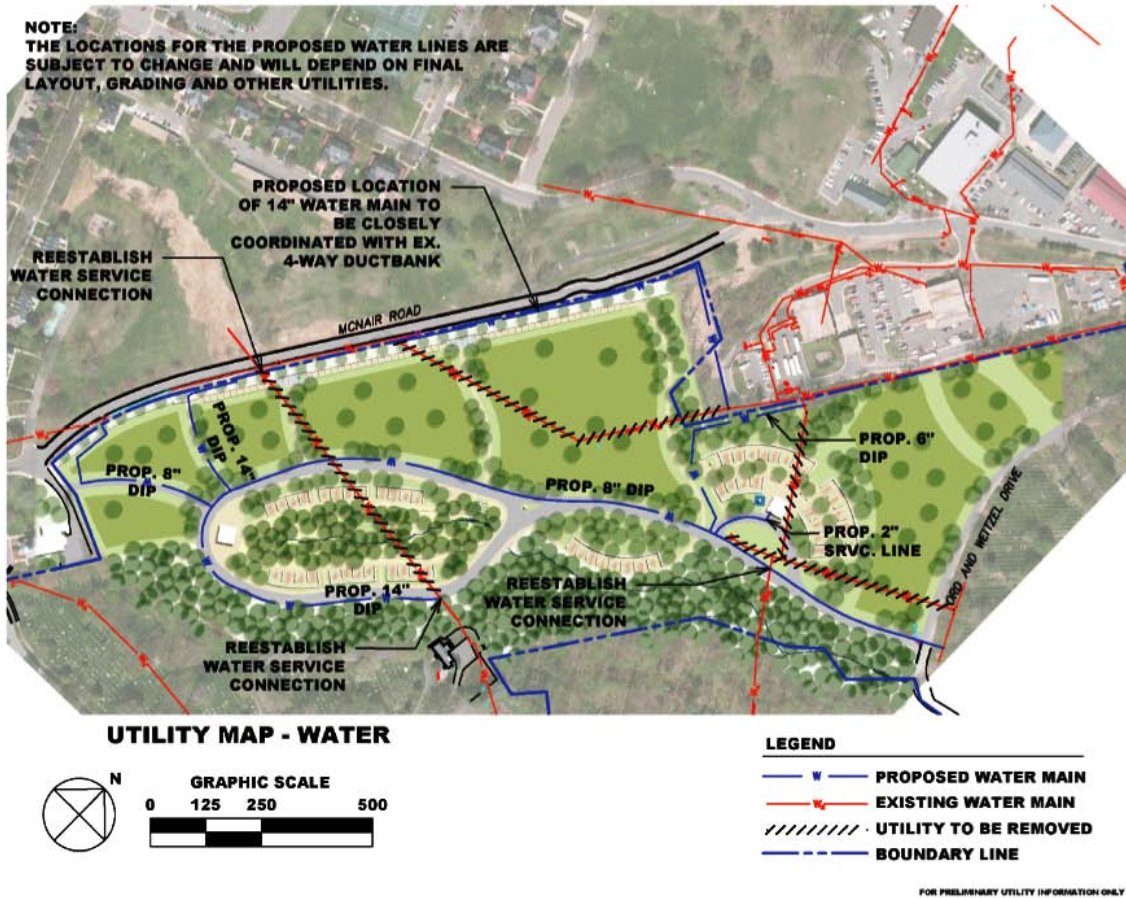 NOTE:
THE LOCATIONS FOR THE PROPOSED WATER LINES ARE
SUBJECT TO CHANGE AND WILL DEPEND ON FINAL
LAYOUT, GRADING AND OTHER UTILITIES.
PROPOSED LOCATION
OF 14" WATER MAIN TO
BE CLOSELY
COORDINATED WITH EX.
4-WAY DUCTBANK
REESTABLISH
WATER SERVICE
CONNECTION
MCNAIR ROAD
PROP. 8"
DIP
PROP. 14"
DIP
PROP. 8" DIP
PROP. 6"
DIP
PROP. 2"
SRVC. LINE
ORD AND WEITZEL DRIVE
PROP. 14"
DIP
REESTABLISH
WATER SERVICE
CONNECTION
REESTABLISH
WATER SERVICE
CONNECTION
UTILITY MAP - WATER
N
GRAPHIC SCALE
0 125 250 500
LEGEND
W PROPOSED WATER MAIN
W EXISTING WATER MAIN
UTILITY TO BE REMOVED
BOUNDARY LINE
FOR PRELIMINARY UTILITY INFORMATION ONLY